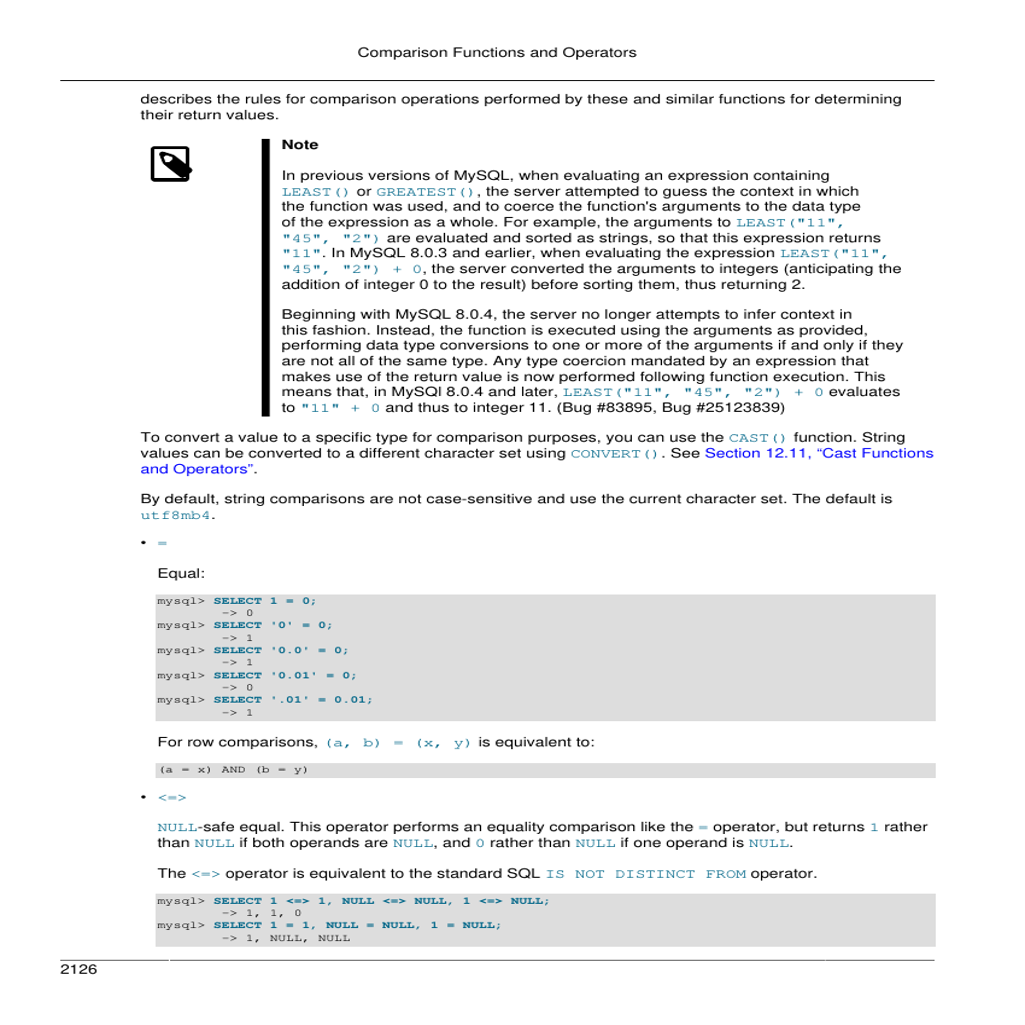 Comparison Functions and Operators
describes the rules for comparison operations performed by these and similar functions for determining
their return values.
Note
In previous versions of MySQL, when evaluating an expression containing
LEAST() or GREATEST(), the server attempted to guess the context in which
the function was used, and to coerce the function's arguments to the data type
of the expression as a whole. For example, the arguments to LEAST("11",
"45", "2") are evaluated and sorted as strings, so that this expression returns
"11". In MySQL 8.0.3 and earlier, when evaluating the expression LEAST("11",
"45", "2") + 0, the server converted the arguments to integers (anticipating the
addition of integer 0 to the result) before sorting them, thus returning 2.
Beginning with MySQL 8.0.4, the server no longer attempts to infer context in
this fashion. Instead, the function is executed using the arguments as provided,
performing data type conversions to one or more of the arguments if and only if they
are not all of the same type. Any type coercion mandated by an expression that
makes use of the return value is now performed following function execution. This
means that, in MySQl 8.0.4 and later, LEAST("11", "45", "2") + 0 evaluates
to "11" + 0 and thus to integer 11. (Bug #83895, Bug #25123839)
To convert a value to a specific type for comparison purposes, you can use the CAST() function. String
values can be converted to a different character set using CONVERT(). See Section 12.11, “Cast Functions
and Operators”.
By default, string comparisons are not case-sensitive and use the current character set. The default is
utf8mb4.
• =
Equal:
mysql> SELECT 1 = 0;
-> 0
mysql> SELECT '0' = 0;
-> 1
mysql> SELECT '0.0' = 0;
-> 1
mysql> SELECT '0.01' = 0;
-> 0
mysql> SELECT '.01' = 0.01;
-> 1
For row comparisons, (a, b) = (x, y) is equivalent to:
(a = x) AND (b = y)
• <=>
NULL-safe equal. This operator performs an equality comparison like the = operator, but returns 1 rather
than NULL if both operands are NULL, and 0 rather than NULL if one operand is NULL.
The <=> operator is equivalent to the standard SQL IS NOT DISTINCT FROM operator.
mysql> SELECT 1 <=> 1, NULL <=> NULL, 1 <=> NULL;
-> 1, 1, 0
mysql> SELECT 1 = 1, NULL = NULL, 1 = NULL;
-> 1, NULL, NULL
2126